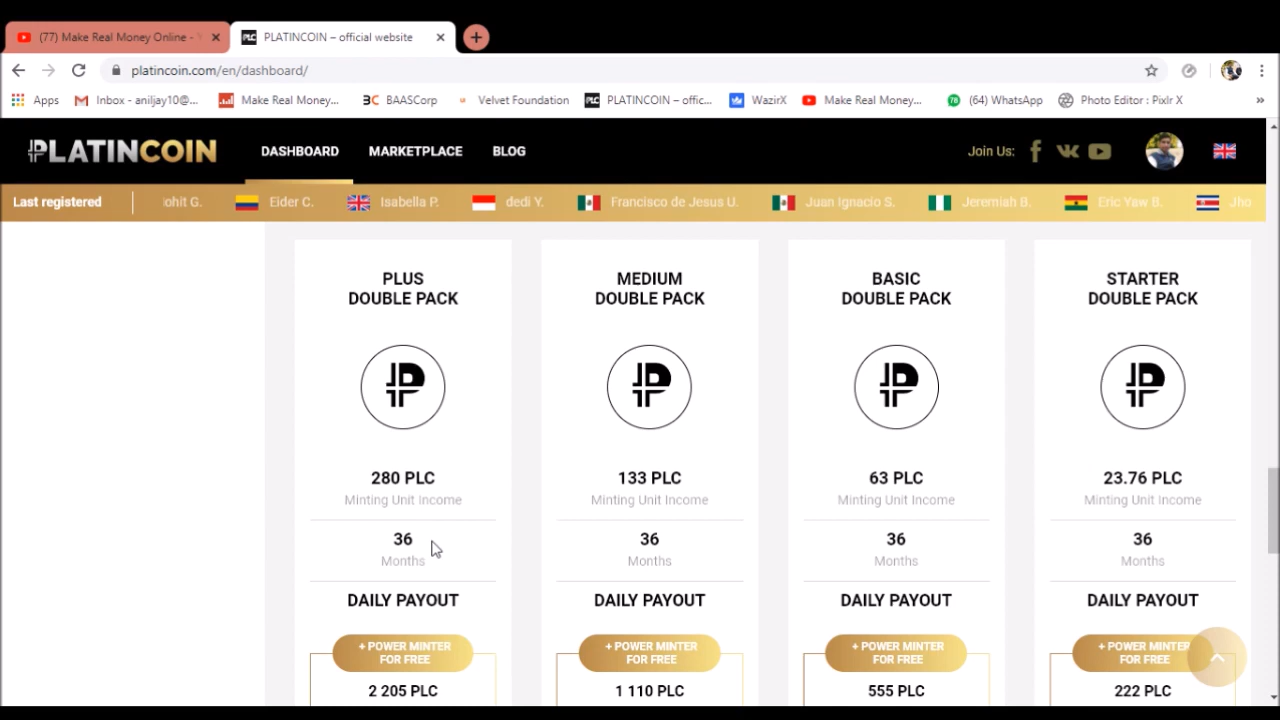 (77) Make Real Money Online -
PLATINCOIN – official website
platincoin.com/en/dashboard/
Apps
Inbox - aniljay10@...
Make Real Money...
BAASCorp
Velvet Foundation
PLATINCOIN – offic...
WazirX
Make Real Money...
(64) WhatsApp
Photo Editor : Pixlr X
»
PLATINCOIN
DASHBOARD
MARKETPLACE
BLOG
Join Us:
Last registered
Eider C.
Isabella P.
dedi Y.
Francisco de Jesus U.
Juan Ignacio S.
Jeremiah B.
Eric Yaw B.
PLUS
DOUBLE PACK
280 PLC
Minting Unit Income
36
Months
DAILY PAYOUT
+ POWER MINTER
FOR FREE
2 205 PLC
MEDIUM
DOUBLE PACK
133 PLC
Minting Unit Income
36
Months
DAILY PAYOUT
+ POWER MINTER
FOR FREE
1 110 PLC
BASIC
DOUBLE PACK
63 PLC
Minting Unit Income
36
Months
DAILY PAYOUT
+ POWER MINTER
FOR FREE
555 PLC
STARTER
DOUBLE PACK
23.76 PLC
Minting Unit Income
36
Months
DAILY PAYOUT
+ POWER MINTER
FOR FREE
222 PLC